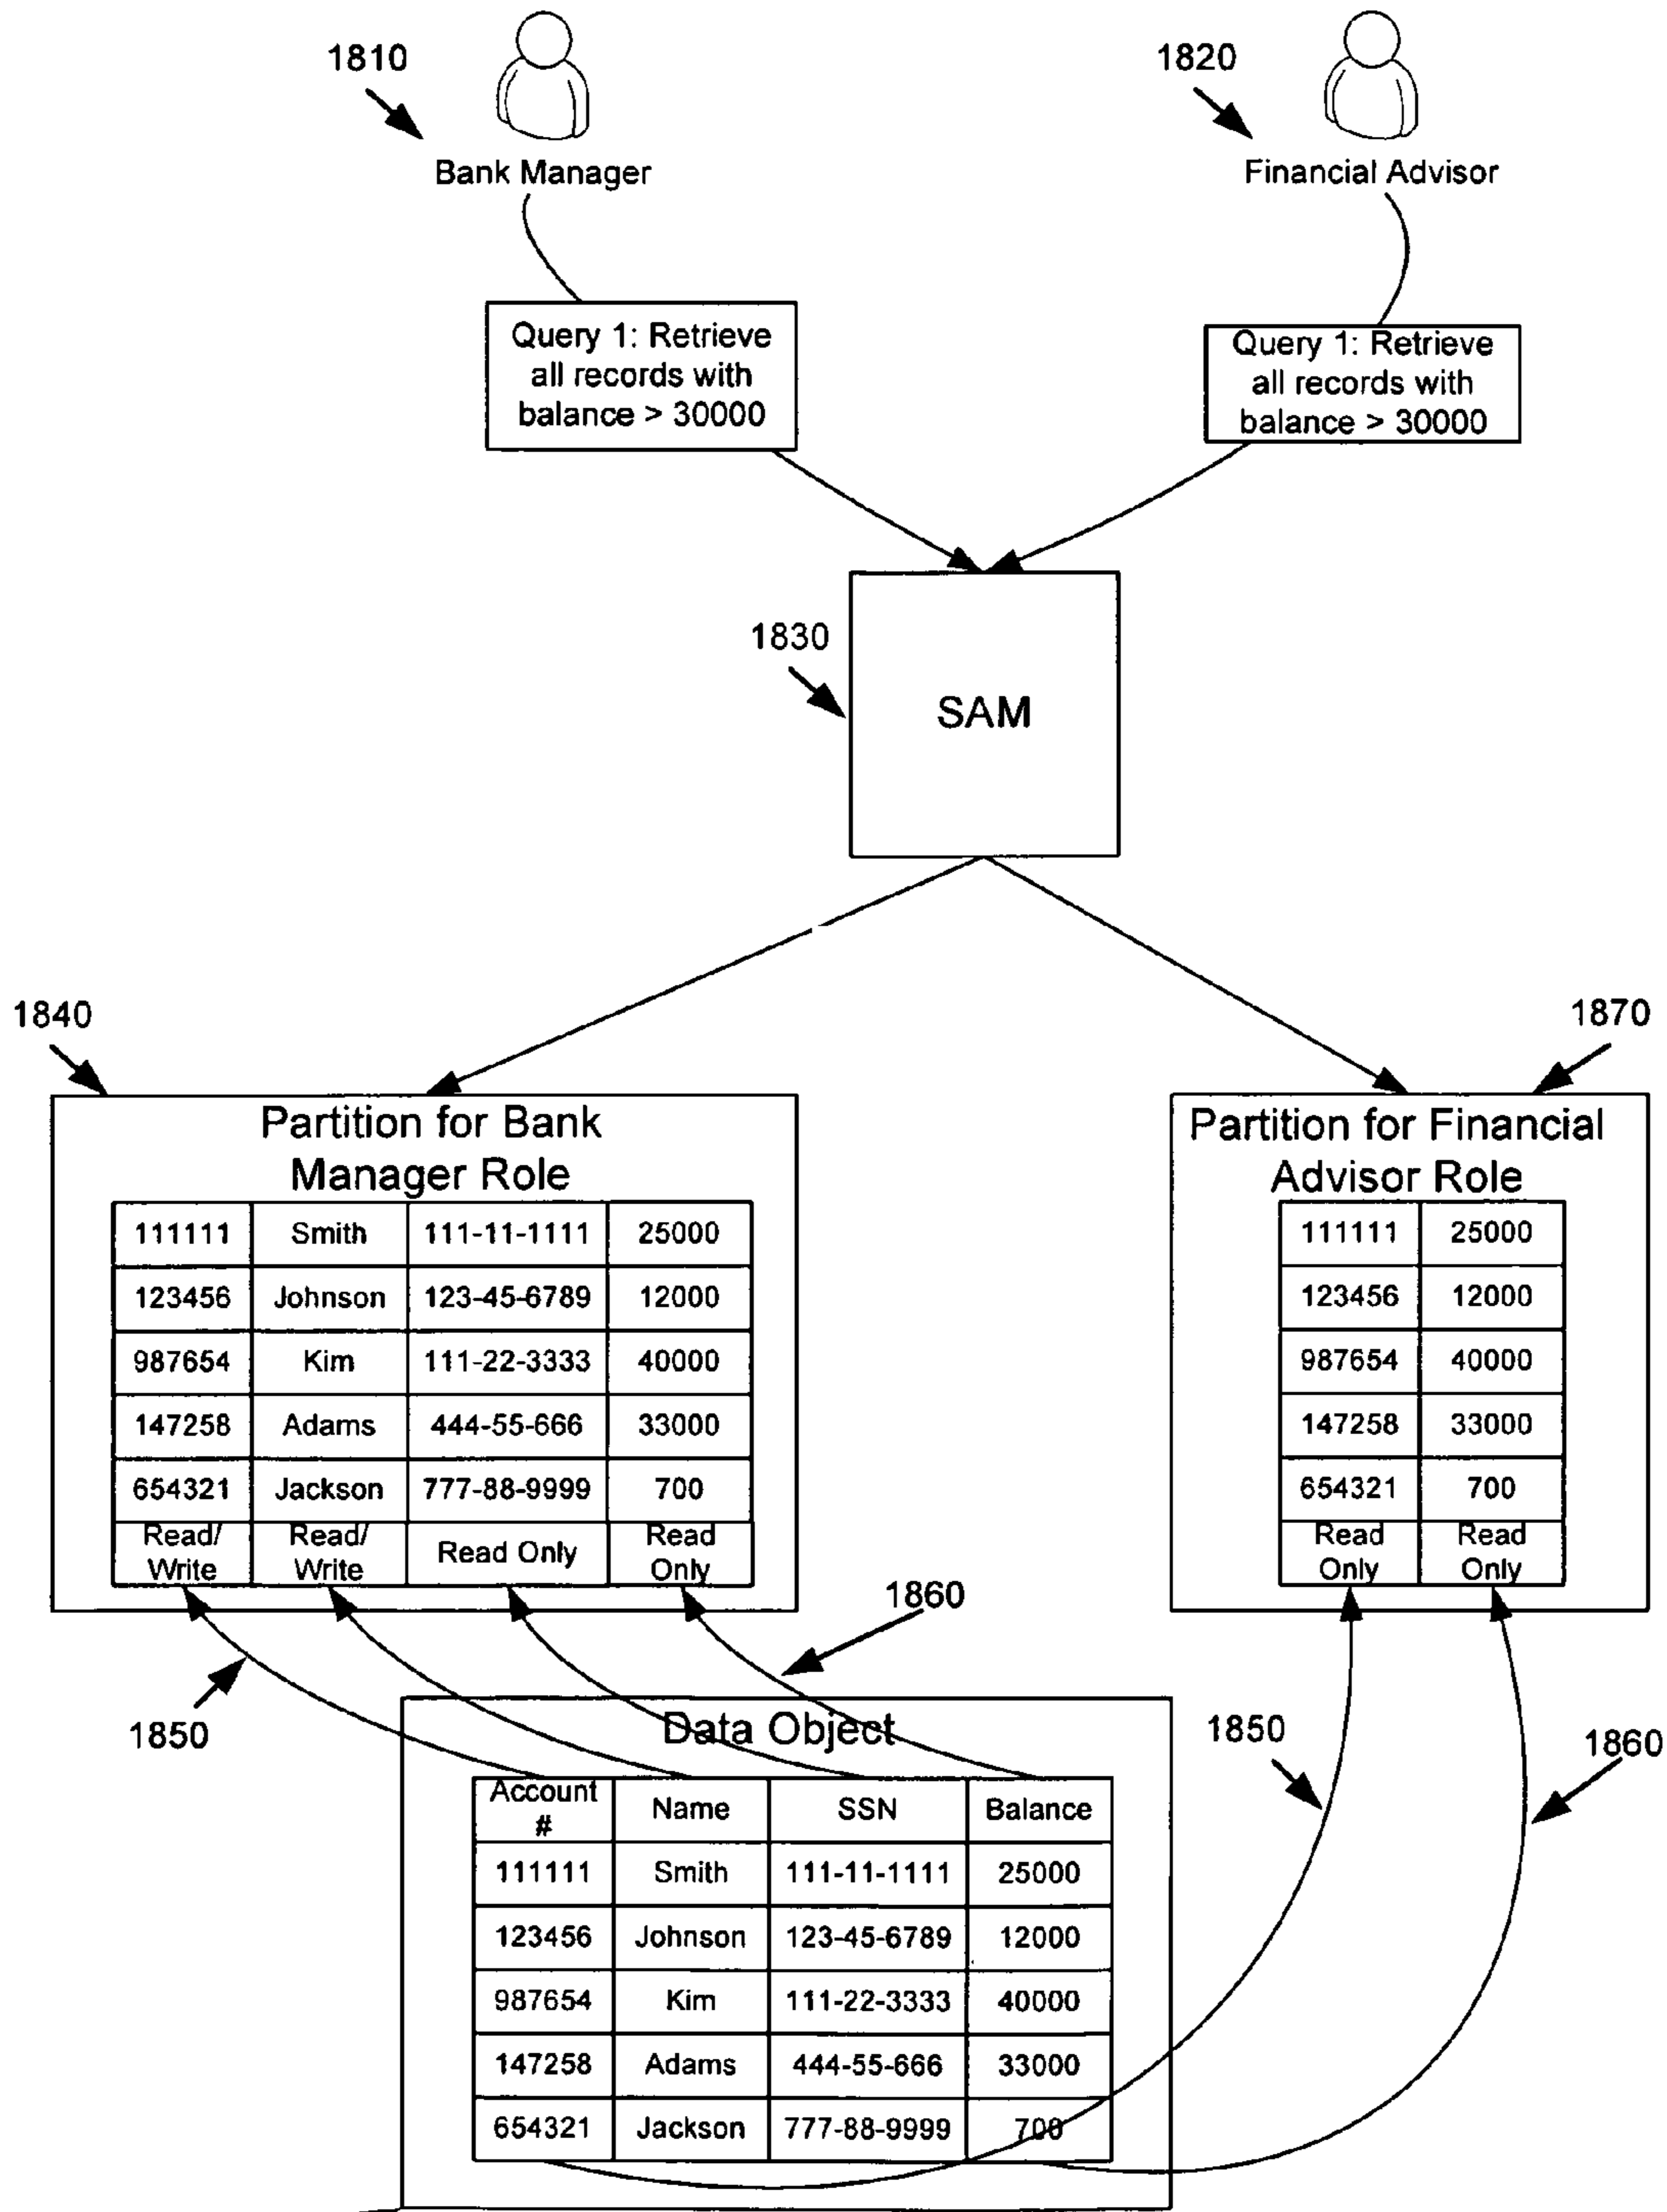 1810
1820
Bank Manager
Financial Advisor
Query 1: Retrieve
all records with
balance > 30000
Query 1: Retrieve
all records with
balance > 30000
1830
SAM
1840
1870
Partition for Bank
Manager Role
111111 Smith 111-11-1111 25000
123456 Johnson 123-45-6789 12000
987654 Kim 111-22-3333 40000
147258 Adams 444-55-666 33000
654321 Jackson 777-88-9999 700
Read/ Read/ Read Only Read
Write Write Only
Partition for Financial
Advisor Role
111111 25000
123456 12000
987654 40000
147258 33000
654321 700
Read Read
Only Only
1860
1850
1850
1860
Data Object
Account Name SSN Balance
#
111111 Smith 111-11-1111 25000
123456 Johnson 123-45-6789 12000
987654 Kim 111-22-3333 40000
147258 Adams 444-55-666 33000
654321 Jackson 777-88-9999 700